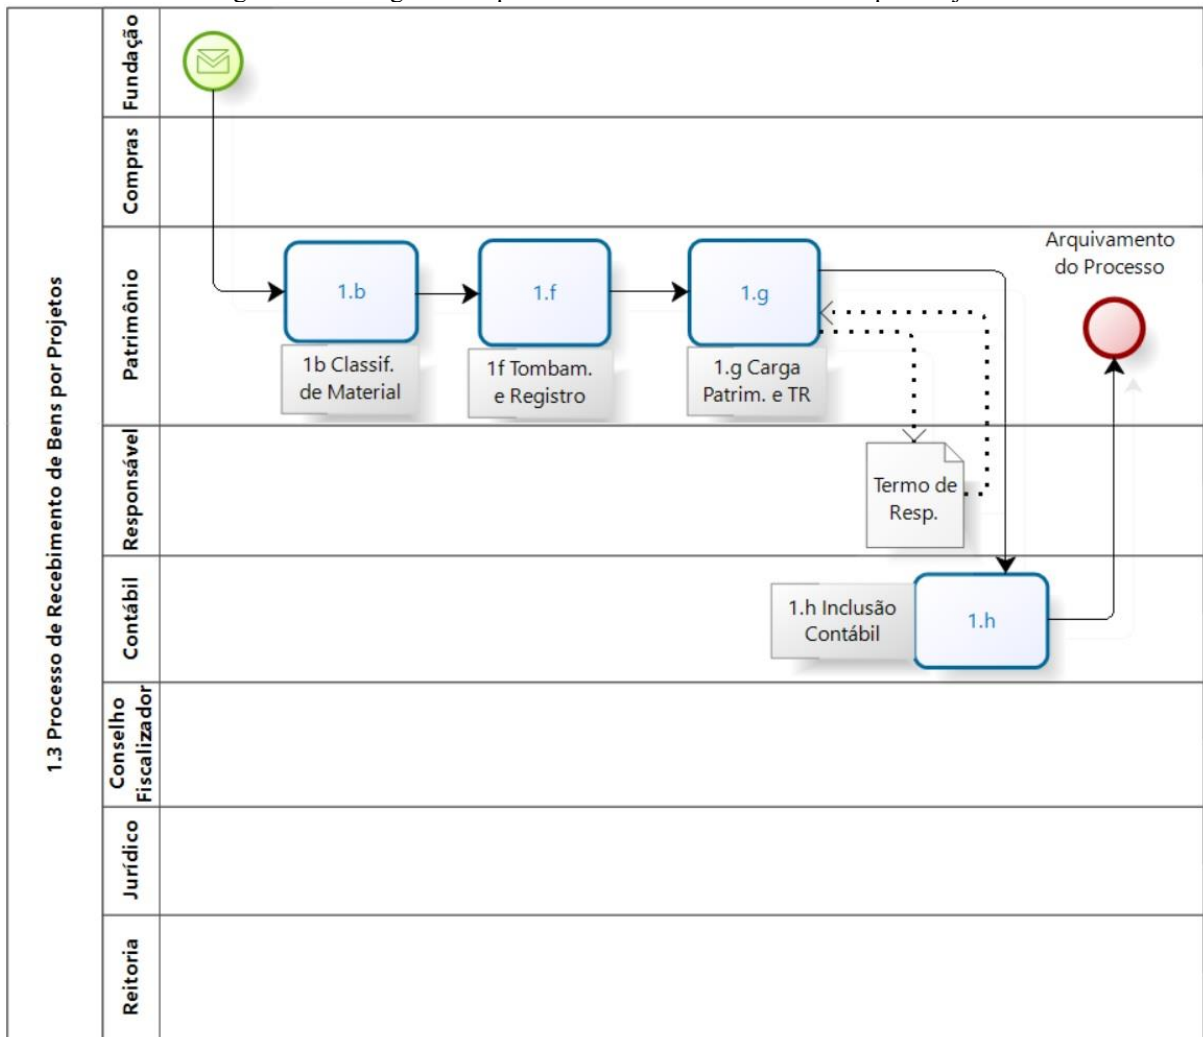 1.3 Processo de Recebimento de Bens por Projetos
Fundação
Compras
Patrimônio
1.b
1b Classif.
de Material
1.f
1f Tombam.
e Registro
1.g
1.g Carga
Patrim. e TR
Arquivamento
do Processo
Responsável
Termo de
Resp.
Contábil
1.h Inclusão
Contábil
1.h
Conselho
Fiscalizador
Jurídico
Reitoria